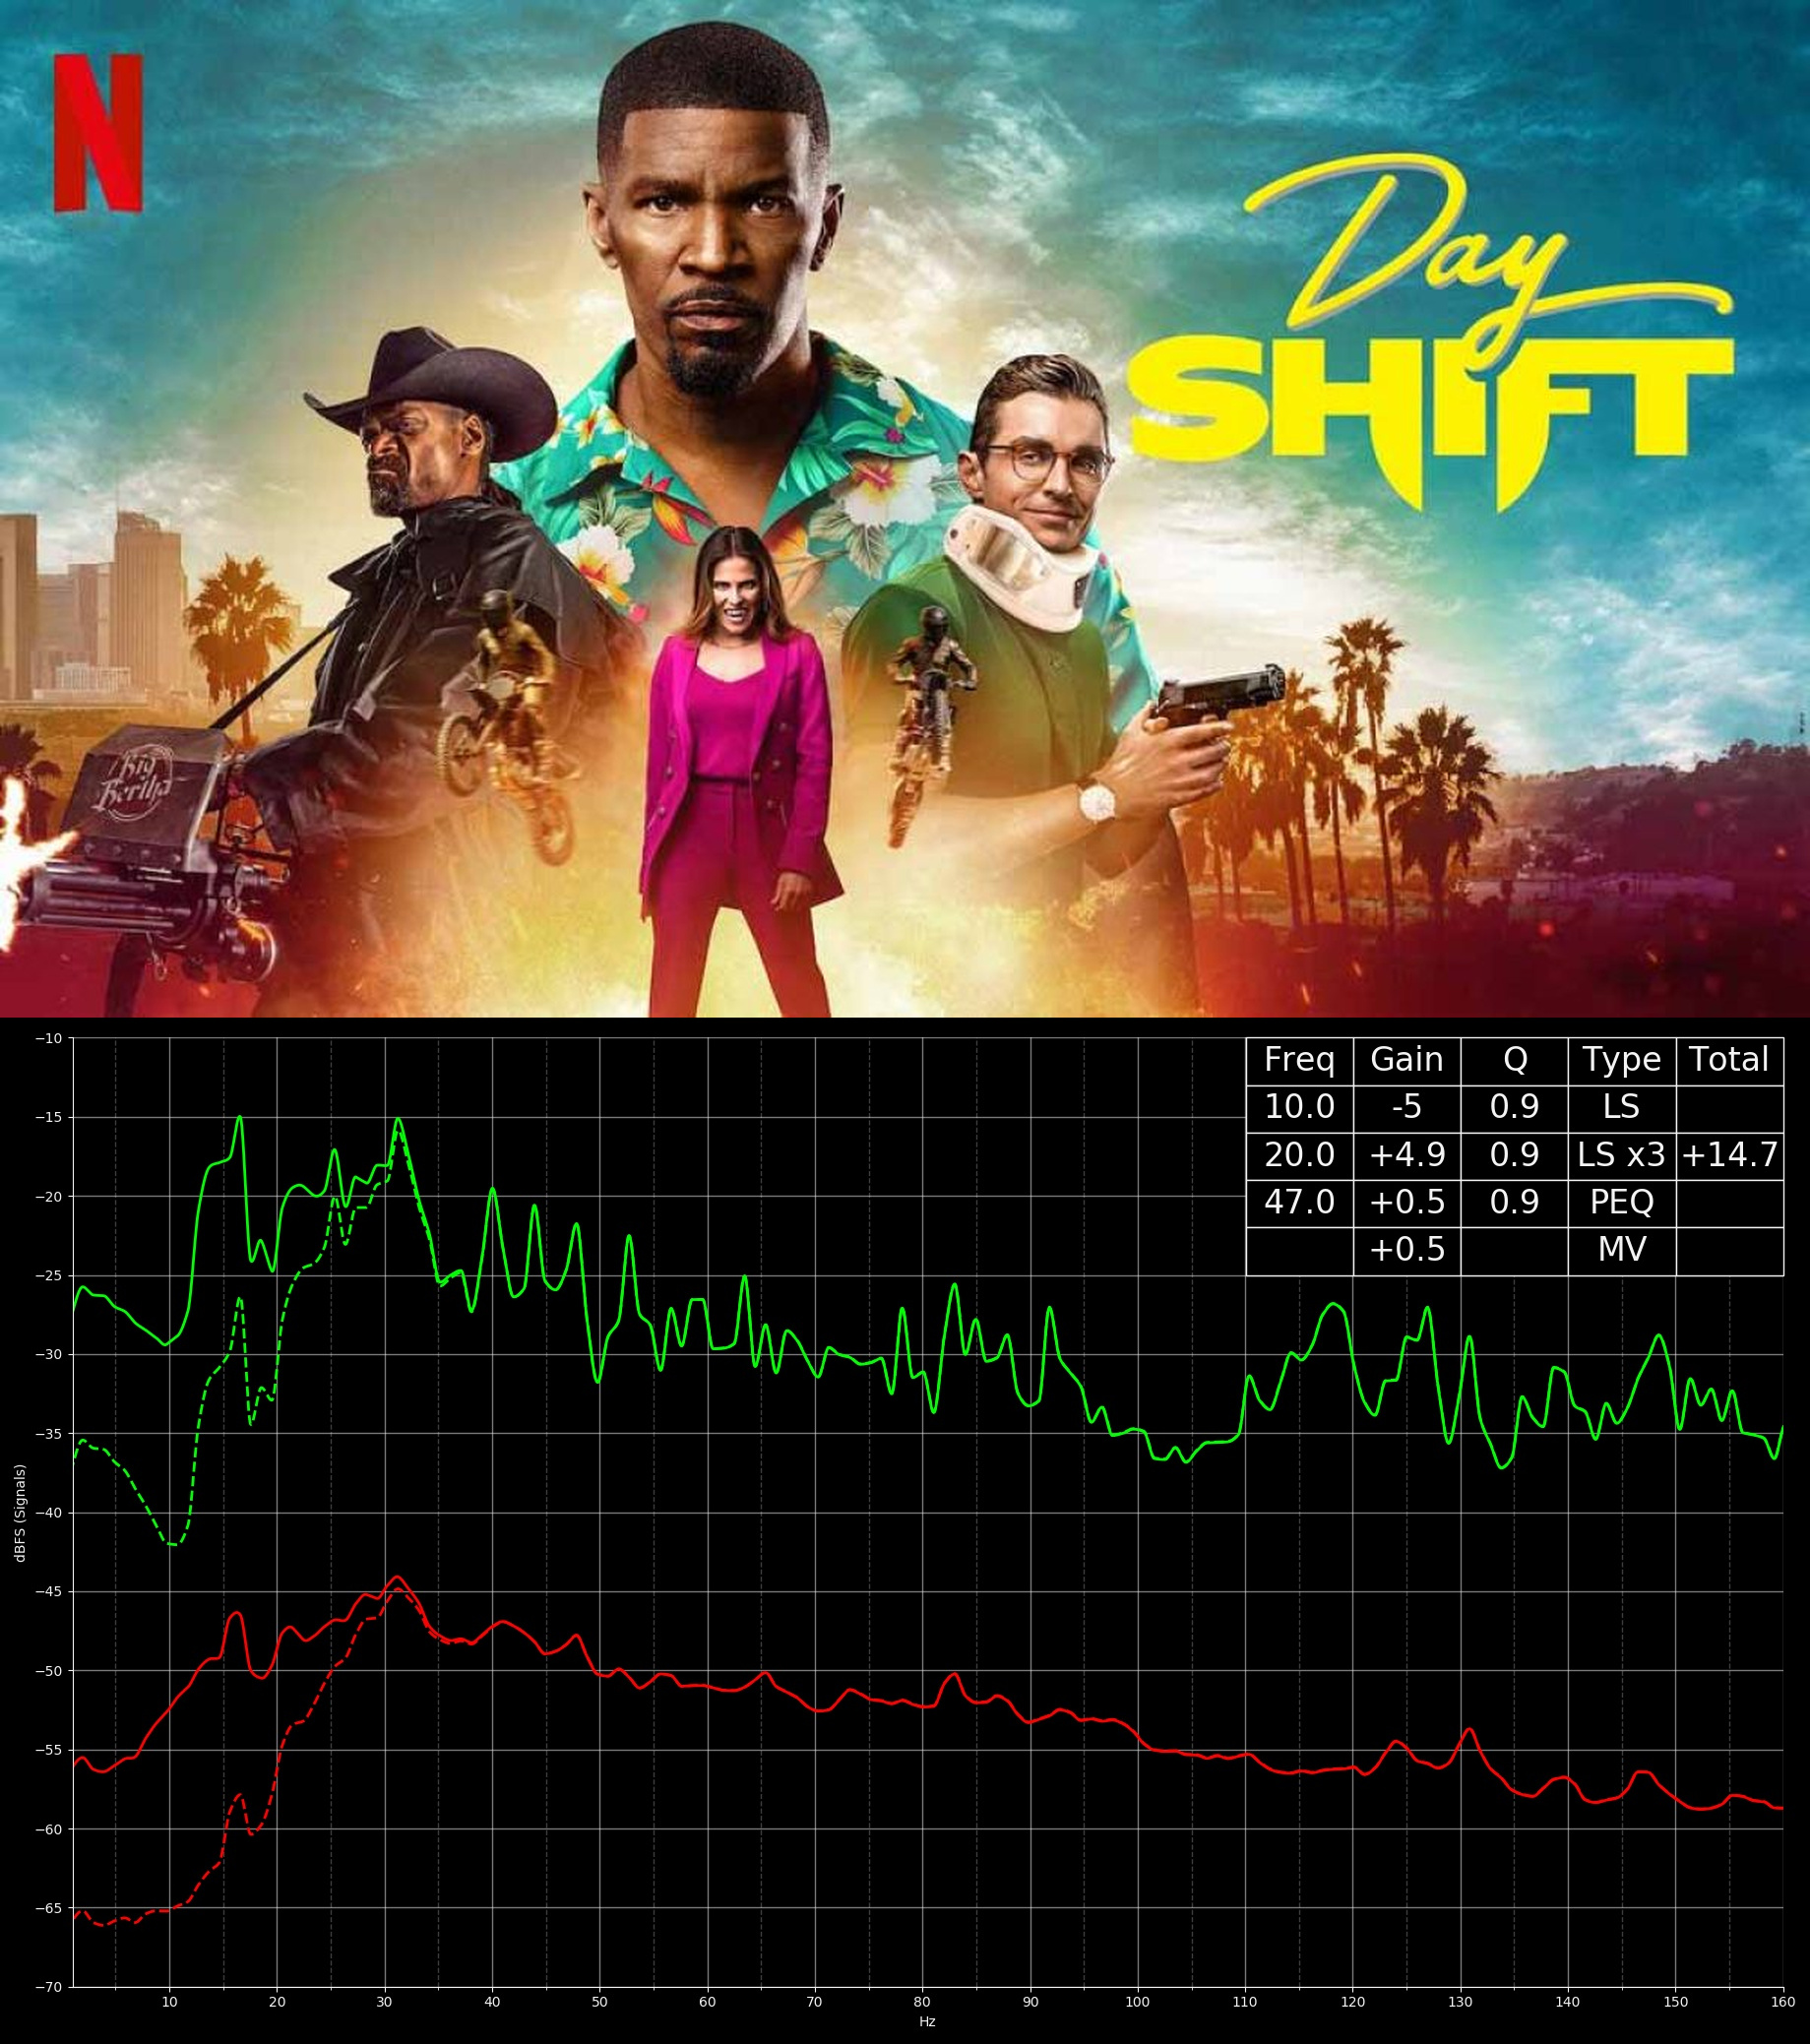 N
Day
SHIFT
Big
Bertha
Freq Gain Q Type Total
10.0 -5 0.9 LS
20.0 +4.9 0.9 LS x3 +14.7
47.0 +0.5 0.9 PEQ
+0.5 MV
−10
−15
−20
−25
−30
−35
−40
−45
−50
−55
−60
−65
−70
dBFS (Signals)
10 20 30 40 50 60 70 80 90 100 110 120 130 140 150 160
Hz